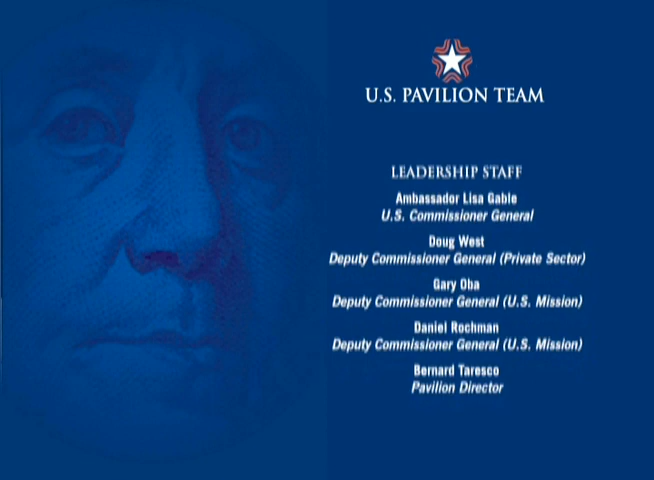 U.S. PAVILION TEAM
LEADERSHIP STAFF
Ambassador Lisa Gable
U.S. Commissioner General
Doug West
Deputy Commissioner General (Private Sector)
Gary Oba
Deputy Commissioner General (U.S. Mission)
Daniel Rochman
Deputy Commissioner General (U.S. Mission)
Bernard Taresco
Pavilion Director